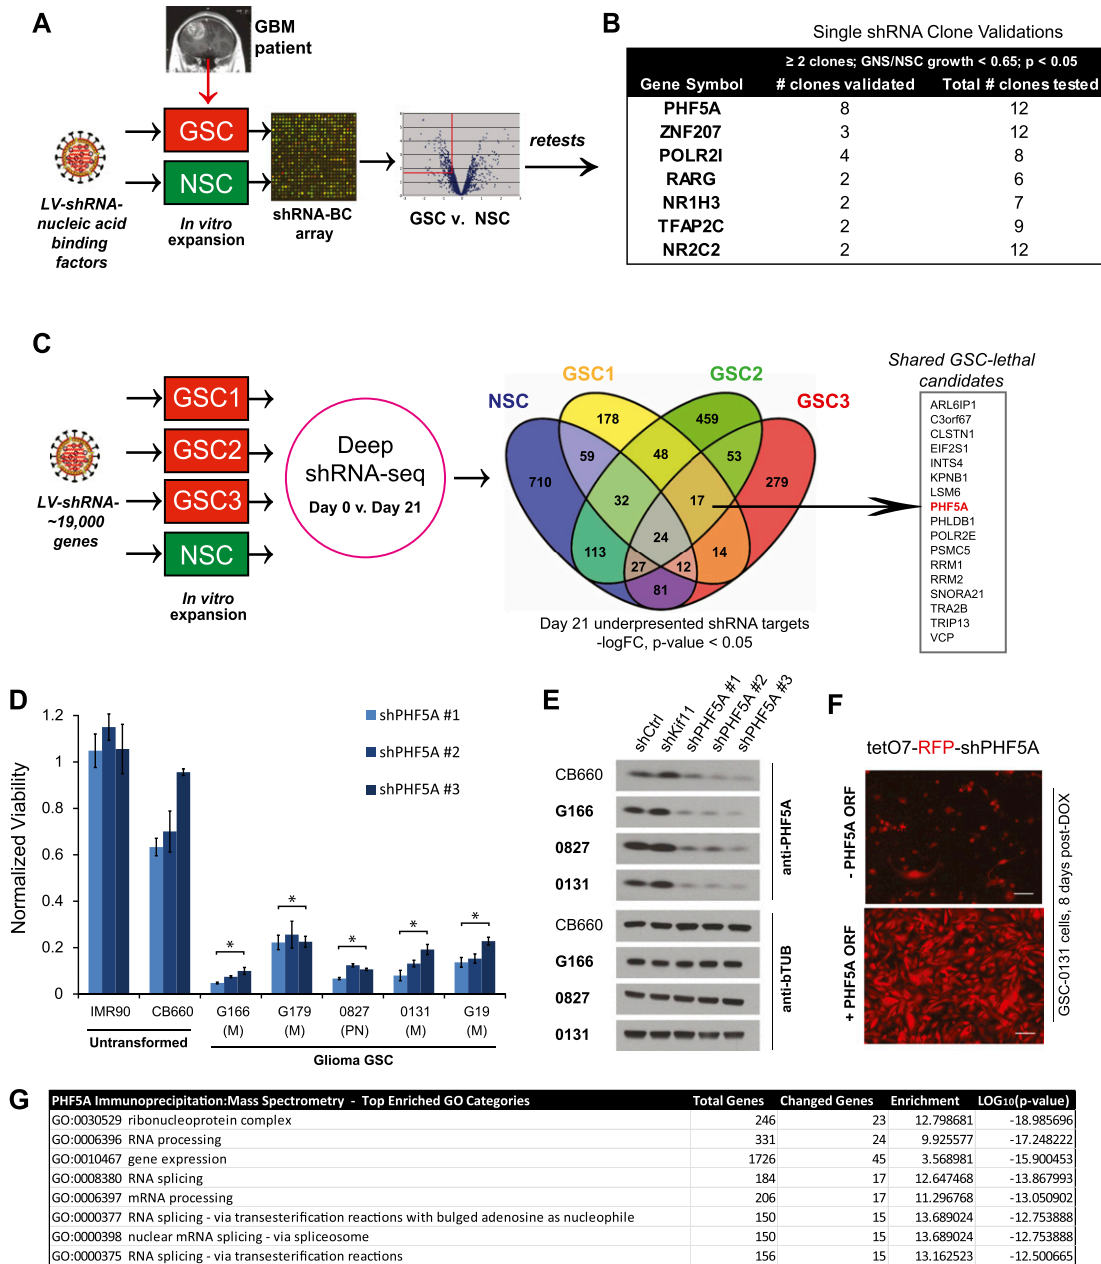 A
GBM
patient
GSC
NSC
LV-shRNA-
nucleic acid
binding
factors
In vitro
expansion
shRNA-BC
array
GSC v. NSC
retests
B
Single shRNA Clone Validations
≥ 2 clones; GNS/NSC growth < 0.65; p < 0.05
Gene Symbol # clones validated Total # clones tested
PHF5A 8 12
ZNF207 3 12
POLR2I 4 8
RARG 2 6
NR1H3 2 7
TFAP2C 2 9
NR2C2 2 12
C
LV-shRNA-
~19,000
genes
GSC1
GSC2
GSC3
NSC
In vitro
expansion
Deep
shRNA-seq
Day 0 v. Day 21
NSC
GSC1
GSC2
GSC3
178
459
59
48
53
710
279
32
17
24
113
14
27
12
81
Day 21 underpresented shRNA targets
-logFC, p-value < 0.05
Shared GSC-lethal
candidates
ARL6IP1
C3orf67
CLSTN1
EIF2S1
INTS4
KPNB1
LSM6
PHF5A
PHLDB1
POLR2E
PSMC5
RRM1
RRM2
SNORA21
TRA2B
TRIP13
VCP
D
Normalized Viability
1.2
1
0.8
0.6
0.4
0.2
0
shPHF5A #1
shPHF5A #2
shPHF5A #3
* * * * *
IMR90 CB660 G166 G179 0827 0131 G19
(M) (M) (PN) (M) (M)
Untransformed
Glioma GSC
E
shCtrl
shKif11
shPHF5A #1
shPHF5A #2
shPHF5A #3
CB660
G166
0827
0131
anti-PHF5A
CB660
G166
0827
0131
anti-bTUB
F
tetO7-RFP-shPHF5A
- PHF5A ORF
+ PHF5A ORF
GSC-0131 cells, 8 days post-DOX
G
PHF5A Immunoprecipitation:Mass Spectrometry - Top Enriched GO Categories Total Genes Changed Genes Enrichment LOG10(p-value)
GO:0030529 ribonucleoprotein complex 246 23 12.798681 -18.985696
GO:0006396 RNA processing 331 24 9.925577 -17.248222
GO:0010467 gene expression 1726 45 3.568981 -15.900453
GO:0008380 RNA splicing 184 17 12.647468 -13.867993
GO:0006397 mRNA processing 206 17 11.296768 -13.050902
GO:0000377 RNA splicing - via transesterification reactions with bulged adenosine as nucleophile 150 15 13.689024 -12.753888
GO:0000398 nuclear mRNA splicing - via spliceosome 150 15 13.689024 -12.753888
GO:0000375 RNA splicing - via transesterification reactions 156 15 13.162523 -12.500665